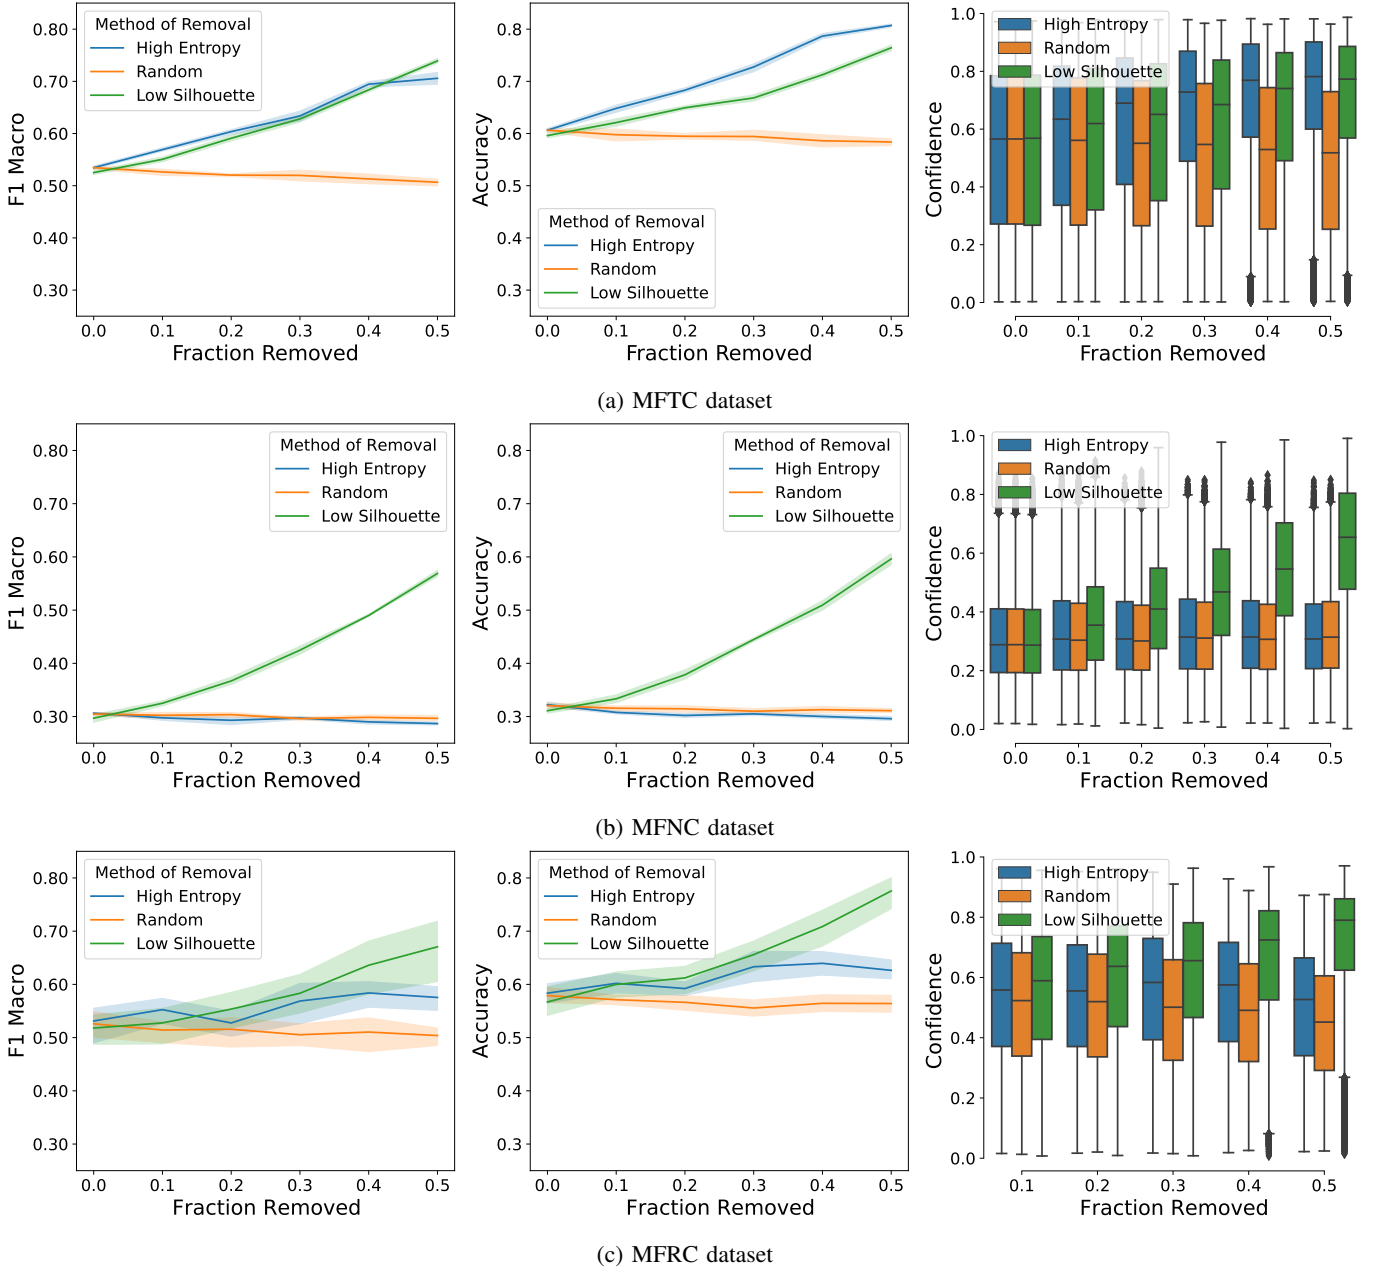 F1 Macro
0.80
0.70
0.60
0.50
0.40
0.30
Method of Removal
High Entropy
Random
Low Silhouette
0.0 0.1 0.2 0.3 0.4 0.5
Fraction Removed
Accuracy
0.80
0.70
0.60
0.50
0.40
0.3
Method of Removal
High Entropy
Random
Low Silhouette
0.0 0.1 0.2 0.3 0.4 0.5
Fraction Removed
Confidence
1.0
0.8
0.6
0.4
0.2
0.0
High Entropy
Random
Low Silhouette
0.0 0.1 0.2 0.3 0.4 0.5
Fraction Removed
(a) MFTC dataset
F1 Macro
0.80
0.70
0.60
0.50
0.40
0.30
Method of Removal
High Entropy
Random
Low Silhouette
0.0 0.1 0.2 0.3 0.4 0.5
Fraction Removed
Accuracy
0.80
0.70
0.60
0.50
0.40
0.3
Method of Removal
High Entropy
Random
Low Silhouette
0.0 0.1 0.2 0.3 0.4 0.5
Fraction Removed
Confidence
1.0
0.8
0.6
0.4
0.2
0.0
High Entropy
Random
Low Silhouette
0.0 0.1 0.2 0.3 0.4 0.5
Fraction Removed
(b) MFNC dataset
F1 Macro
0.80
0.70
0.60
0.50
0.40
0.30
Method of Removal
High Entropy
Random
Low Silhouette
0.0 0.1 0.2 0.3 0.4 0.5
Fraction Removed
Accuracy
0.80
0.70
0.60
0.50
0.40
0.3
Method of Removal
High Entropy
Random
Low Silhouette
0.0 0.1 0.2 0.3 0.4 0.5
Fraction Removed
Confidence
1.0
0.8
0.6
0.4
0.2
0.0
High Entropy
Random
Low Silhouette
0.1 0.2 0.3 0.4 0.5
Fraction Removed
(c) MFRC dataset